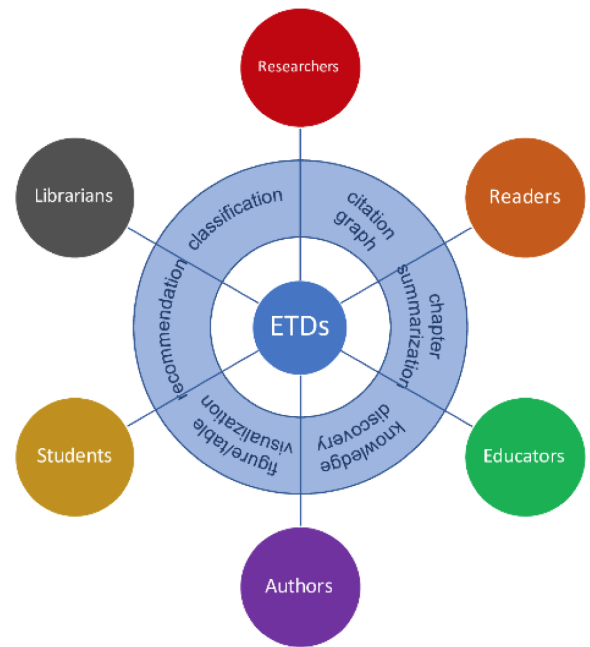 Researchers
Librarians
Readers
classification
citation
graph
recommendation
ETDs
chapter
summarization
figure/table
visualization
knowledge
discovery
Students
Educators
Authors